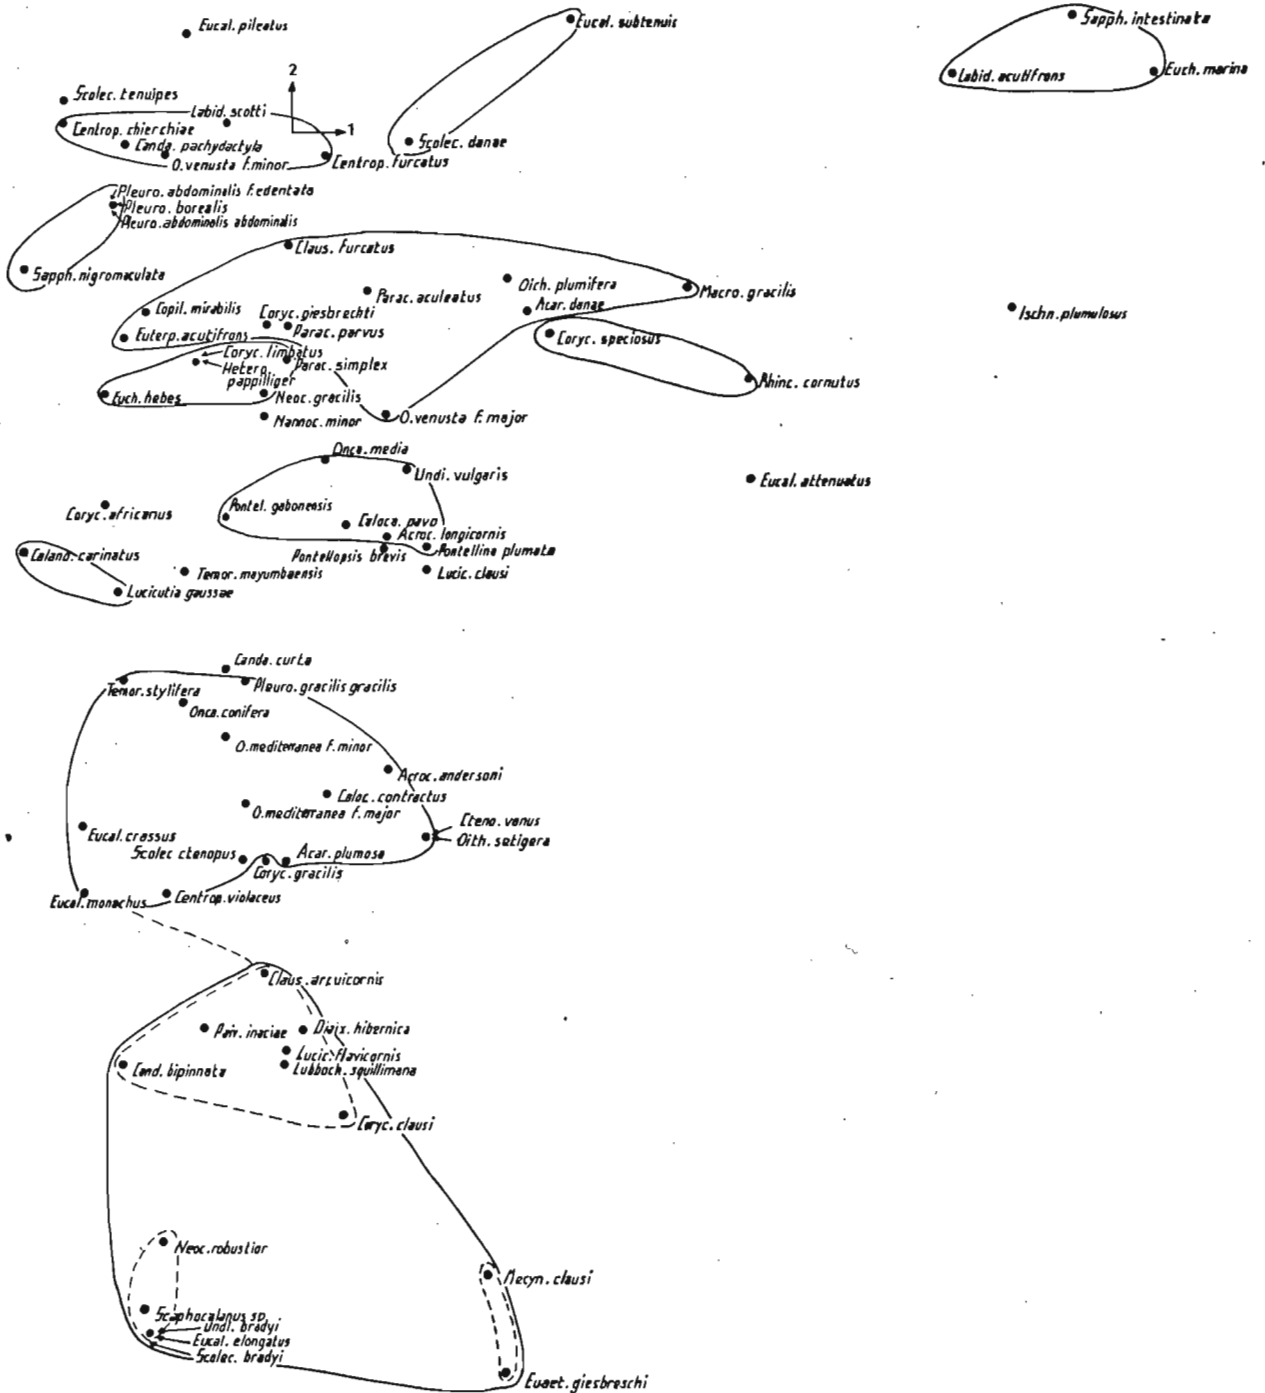 Eucal. pileatus
Eucal. subtenuis
Sapph. intestinata
Labid. acutifrons
Euch. marina
2
1
Scolec. tenuipes
Labid. scotti
Centrop. chierchiae
Canda. pachydactyla
O. venusta f. minor
Centrop. furcatus
Scolec. danae
Pleuro. abdominalis f. edentata
Pleuro. borealis
Pleuro. abdominalis abdominalis
Sapph. nigromaculata
Claus. furcatus
Parac. aculeatus
Oich. plumifera
Macro. gracilis
Copil. mirabilis
Coryc. giesbrechti
Acar. danae
Ischn. plumulosus
Euterp. acutifrons
Parac. parvus
Coryc. speciosus
Coryc. limbatus
Hetero. pappilliger
Parac. simplex
Rhinc. cornutus
Euch. hebes
Neoc. gracilis
Nannoc. minor
O. venusta f. major
Onca. media
Undi. vulgaris
Eucal. attenuatus
Coryc. africanus
Pontel. gabonensis
Caloca. pavo
Acroc. longicornis
Pontellopsis brevis
Pontellina plumata
Caland. carinatus
Temor. mayumbaensis
Lucic. clausi
Lucicutia gaussae
Canda. curta
Temor. stylifera
Pleuro. gracilis gracilis
Onca. conifera
O. mediterranea f. minor
Acroc. andersoni
Caloc. contractus
O. mediterranea f. major
Cteno. vanus
Eucal. crassus
Oith. setigera
Scolec ctenopus
Acar. plumosa
Coryc. gracilis
Eucal. monachus
Centrop. violaceus
Claus. arcuicornis
Paiv. inaciae
Diaix. hibernica
Lucic. flavicornis
Cand. bipinnata
Lubboch. squillimana
Coryc. clausi
Neoc. robustior
Mecyn. clausi
Scaphocalanus sp.
Undi. bradyi
Eucal. elongatus
Scolec. bradyi
Euaet. giesbreschi